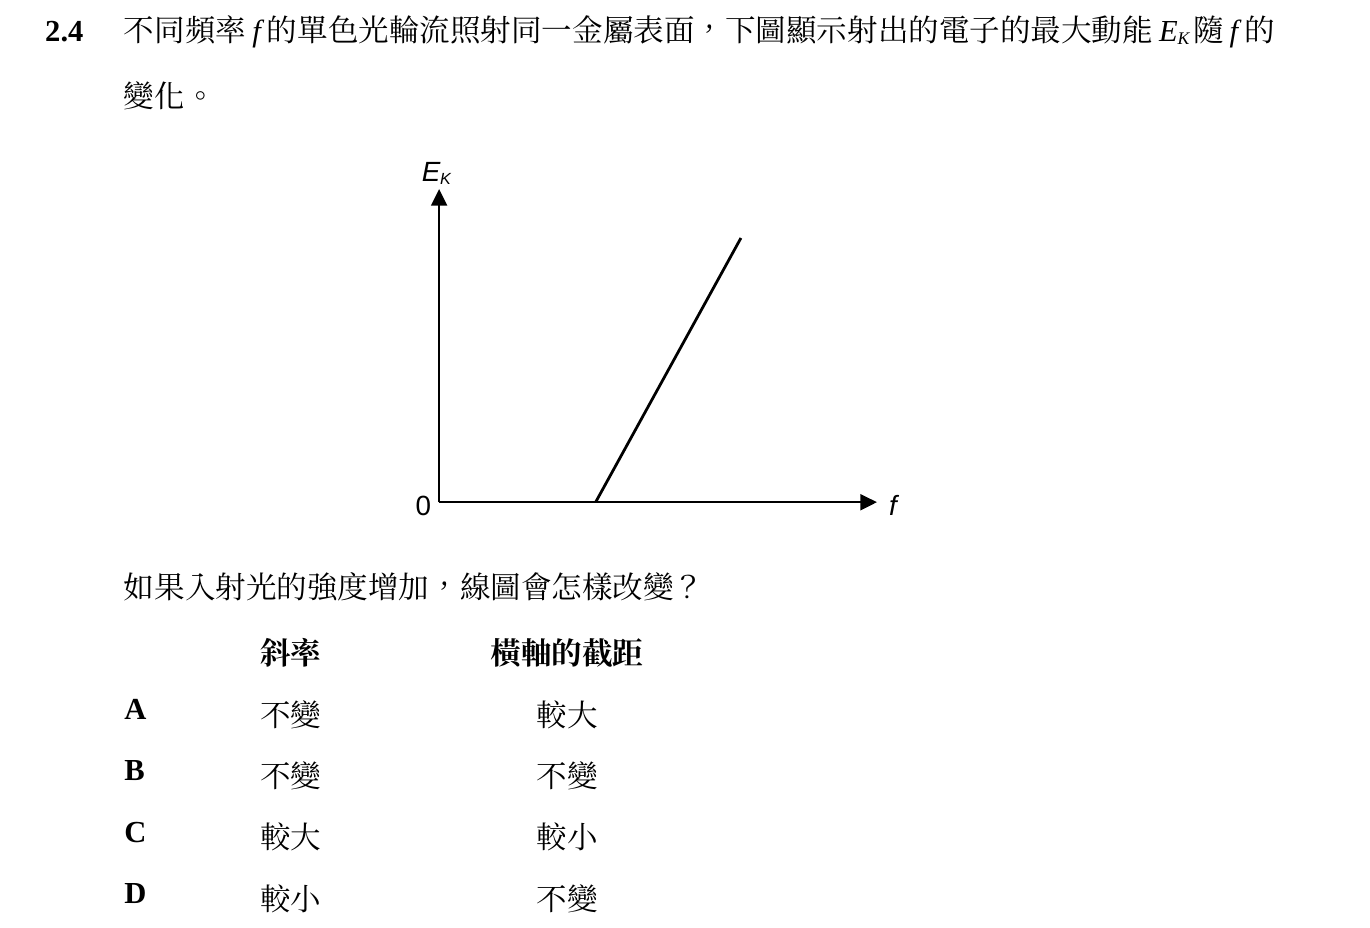 2.4 不同頻率 f 的單色光輪流照射同一金屬表面，下圖顯示射出的電子的最大動能 EK 隨 f 的
變化。
EK
0
f
如果入射光的強度增加，線圖會怎樣改變？
斜率 橫軸的截距
A 不變 較大
B 不變 不變
C 較大 較小
D 較小 不變